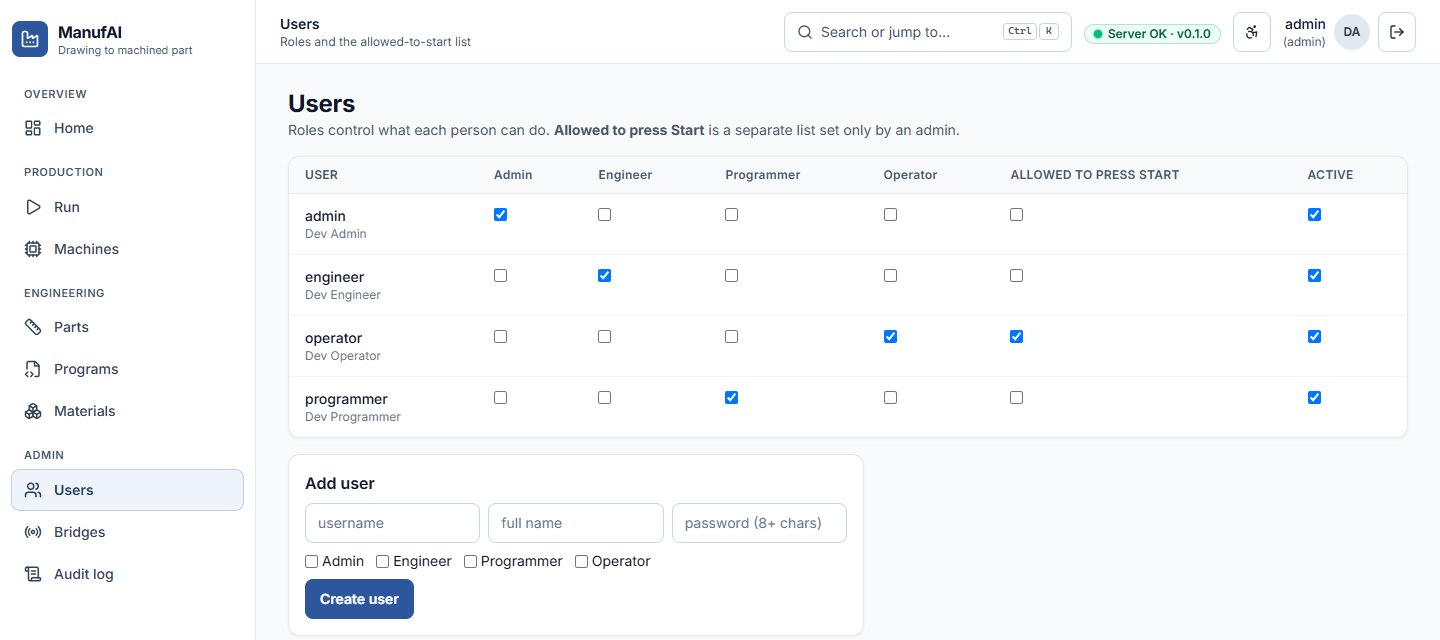 ManufAI
Drawing to machined part
OVERVIEW
Home
PRODUCTION
Run
Machines
ENGINEERING
Parts
Programs
Materials
ADMIN
Users
Bridges
Audit log
Users
Roles and the allowed-to-start list
Search or jump to... Ctrl K
Server OK · v0.1.0
admin
(admin)
DA
Users
Roles control what each person can do. Allowed to press Start is a separate list set only by an admin.
USER Admin Engineer Programmer Operator ALLOWED TO PRESS START ACTIVE
admin
Dev Admin
engineer
Dev Engineer
operator
Dev Operator
programmer
Dev Programmer
Add user
username full name password (8+ chars)
Admin Engineer Programmer Operator
Create user